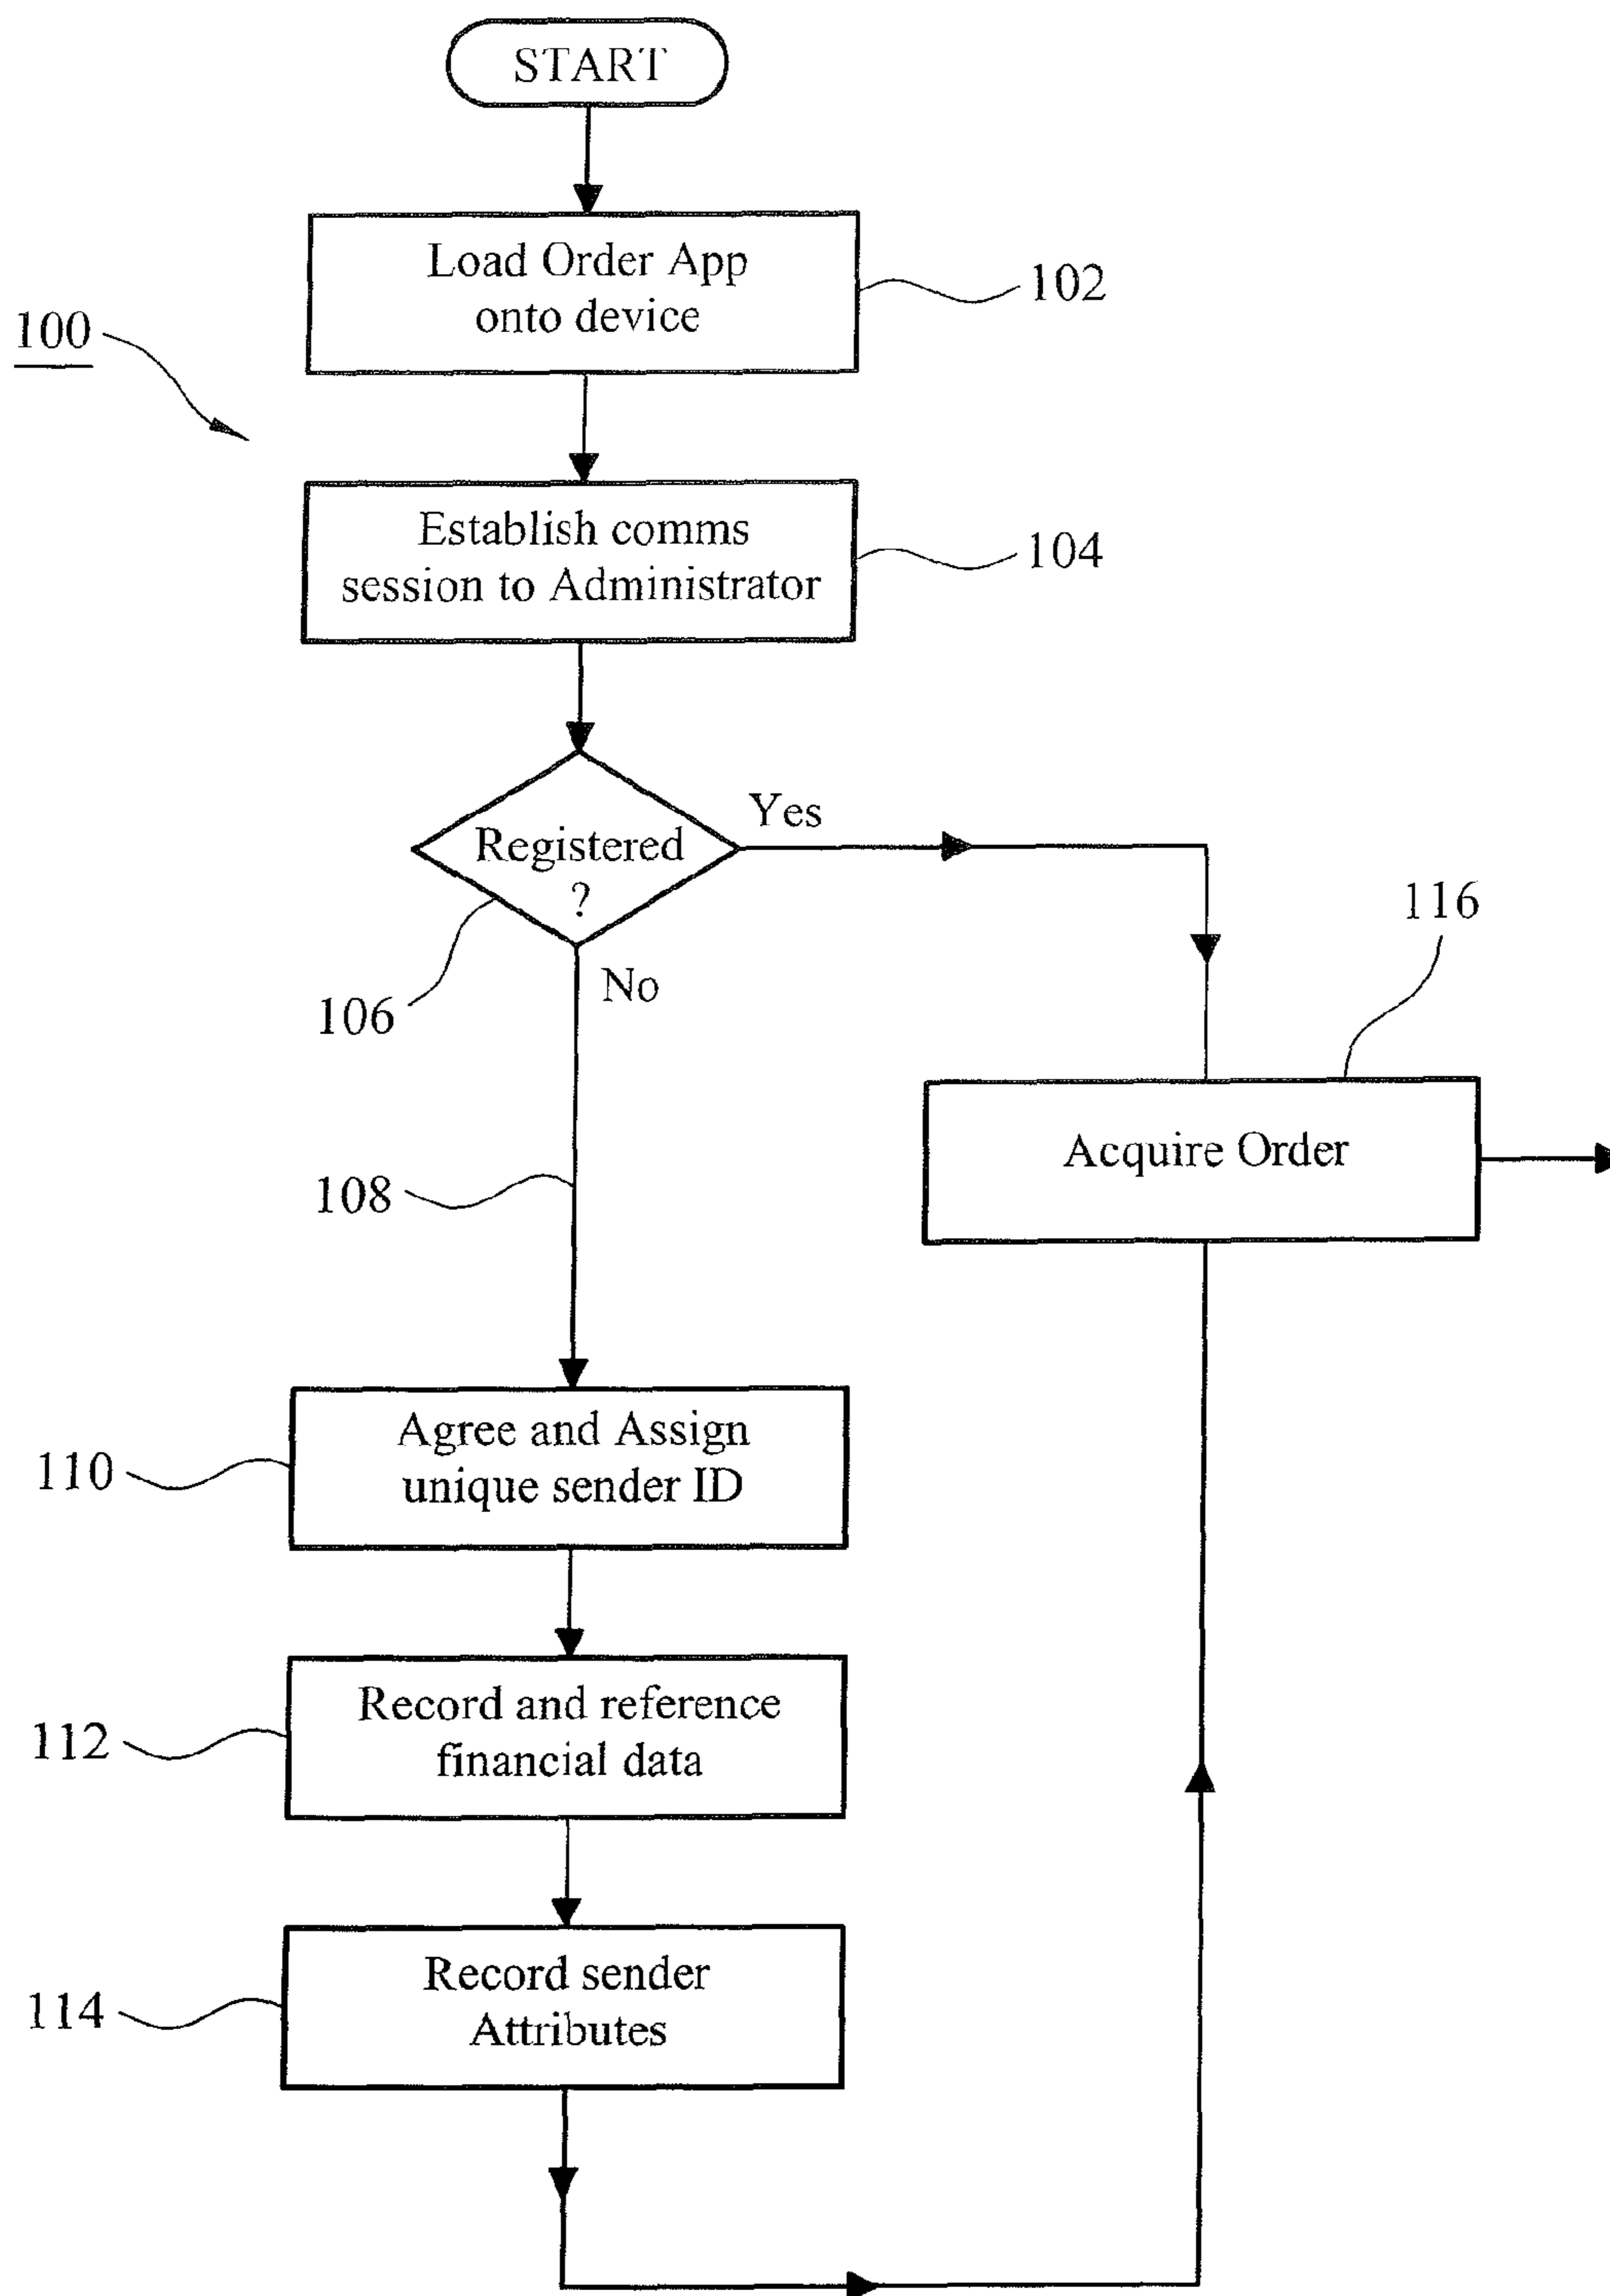 START
Load Order App
onto device
102
100
Establish comms
session to Administrator
104
Registered
?
Yes
106
No
116
Acquire Order
108
110
Agree and Assign
unique sender ID
112
Record and reference
financial data
114
Record sender
Attributes